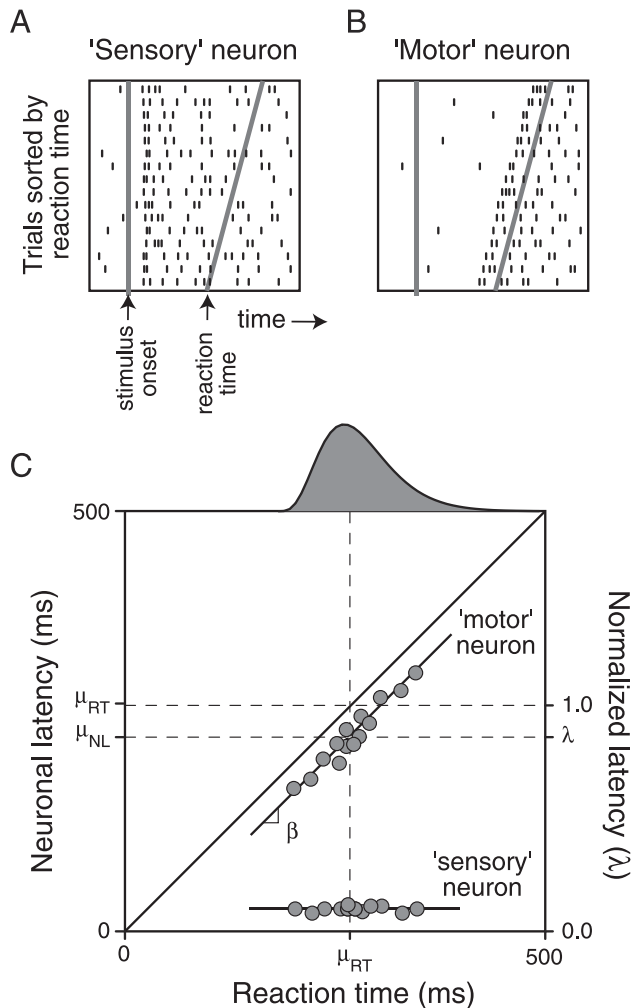 A
'Sensory' neuron
B
'Motor' neuron
Trials sorted by
reaction time
stimulus
onset
reaction
time
time
C
500
Neuronal latency (ms)
μRT
μNL
0
'motor'
neuron
β
'sensory'
neuron
1.0
λ
0.0
Normalized latency (λ)
0
μRT
500
Reaction time (ms)